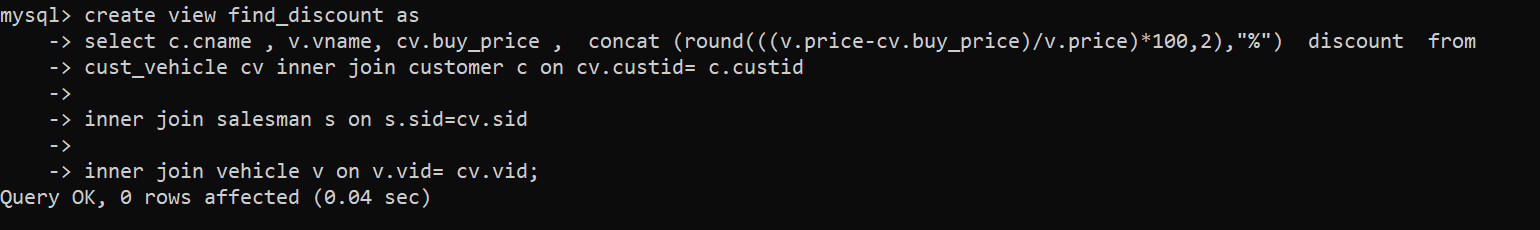 mysql> create view find_discount as
    -> select c.cname , v.vname, cv.buy_price ,  concat (round(((v.price-cv.buy_price)/v.price)*100,2),"%")  discount  from
    -> cust_vehicle cv inner join customer c on cv.custid= c.custid
    ->
    -> inner join salesman s on s.sid=cv.sid
    ->
    -> inner join vehicle v on v.vid= cv.vid;
Query OK, 0 rows affected (0.04 sec)